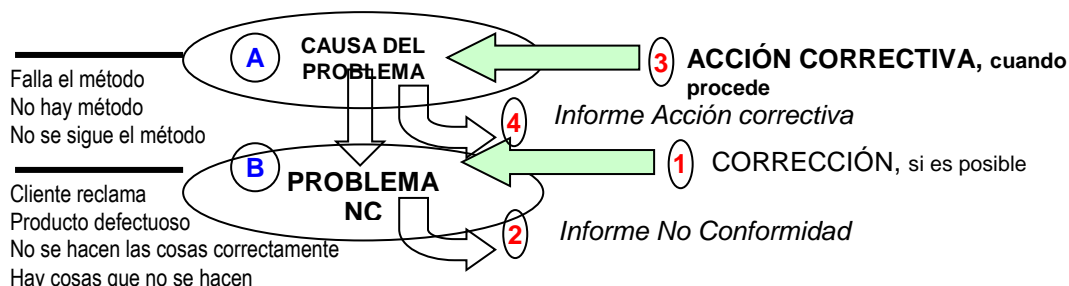 A
CAUSA DEL
PROBLEMA
3 ACCIÓN CORRECTIVA, cuando
procede
Falla el método
No hay método
No se sigue el método
4 Informe Acción correctiva
B
PROBLEMA
NC
1 CORRECCIÓN, si es posible
Cliente reclama
Producto defectuoso
No se hacen las cosas correctamente
Hay cosas que no se hacen
2 Informe No Conformidad